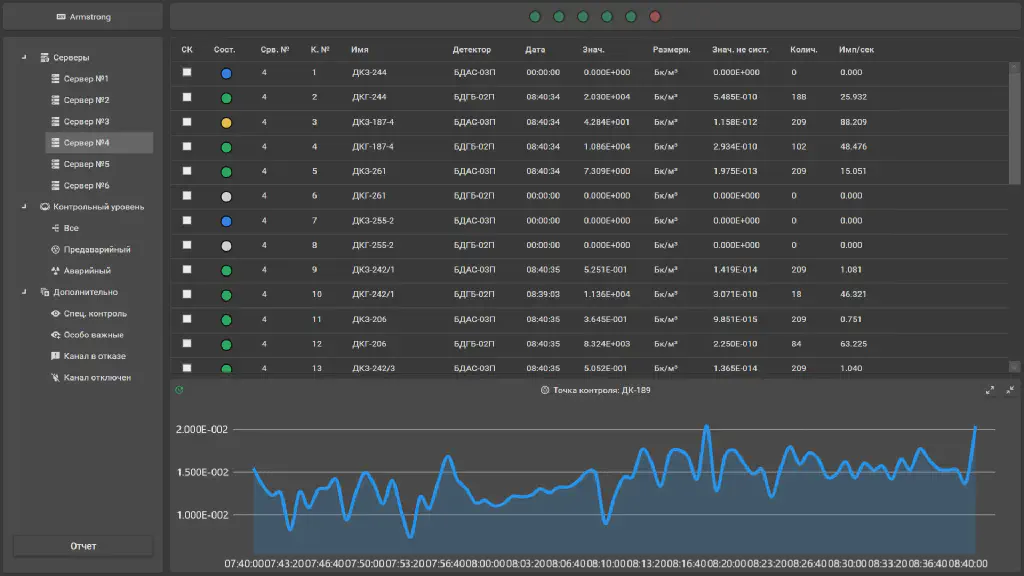 Armstrong
Серверы
Сервер №1
Сервер №2
Сервер №3
Сервер №4
Сервер №5
Сервер №6
Контрольный уровень
Все
Предаварийный
Аварийный
Дополнительно
Спец. контроль
Особо важные
Канал в отказе
Канал отключен
Отчет
СК Сост. Срв. № К. № Имя Детектор Дата Знач. Размерн. Знач. не сист. Колич. Имп/сек
4 1 ДКЗ-244 БДАС-03П 00:00:00 0.000E+000 Бк/м³ 0.000E+000 0 0.000
4 2 ДКГ-244 БДГБ-02П 08:40:34 2.030E+004 Бк/м³ 5.485E-010 188 25.932
4 3 ДКЗ-187-4 БДАС-03П 08:40:34 4.284E+001 Бк/м³ 1.158E-012 209 88.209
4 4 ДКГ-187-4 БДГБ-02П 08:40:34 1.086E+004 Бк/м³ 2.934E-010 102 48.476
4 5 ДКЗ-261 БДАС-03П 08:40:34 7.309E+000 Бк/м³ 1.975E-013 209 15.051
4 6 ДКГ-261 БДГБ-02П 00:00:00 0.000E+000 Бк/м³ 0.000E+000 0 0.000
4 7 ДКЗ-255-2 БДАС-03П 00:00:00 0.000E+000 Бк/м³ 0.000E+000 0 0.000
4 8 ДКГ-255-2 БДГБ-02П 00:00:00 0.000E+000 Бк/м³ 0.000E+000 0 0.000
4 9 ДКЗ-242/1 БДАС-03П 08:40:35 5.251E-001 Бк/м³ 1.419E-014 209 1.081
4 10 ДКГ-242/1 БДГБ-02П 08:39:03 1.136E+004 Бк/м³ 3.071E-010 18 46.321
4 11 ДКЗ-206 БДАС-03П 08:40:35 3.645E-001 Бк/м³ 9.851E-015 209 0.751
4 12 ДКГ-206 БДГБ-02П 08:40:35 8.324E+003 Бк/м³ 2.250E-010 84 63.225
4 13 ДКЗ-242/3 БДАС-03П 08:40:35 5.052E-001 Бк/м³ 1.365E-014 209 1.040
Точка контроля: ДК-189
2.000E-002
1.500E-002
1.000E-002
07:40:00 07:43:20 07:46:40 07:50:00 07:53:20 07:56:40 08:00:00 08:03:20 08:06:40 08:10:00 08:13:20 08:16:40 08:20:00 08:23:20 08:26:40 08:30:00 08:33:20 08:36:40 08:40:00